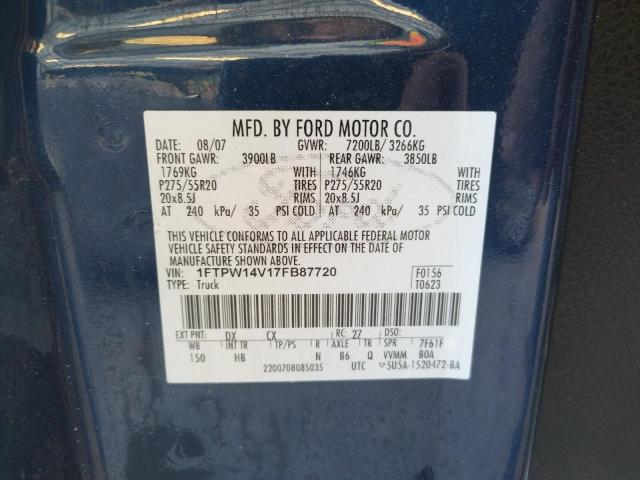 MFD. BY FORD MOTOR CO.
DATE: 08/07 GVWR: 7200LB/ 3266KG
FRONT GAWR: 3900LB REAR GAWR: 3850LB
1769KG WITH 1746KG WITH
P275/55R20 TIRES P275/55R20 TIRES
20x8.5J RIMS 20x8.5J RIMS
AT 240 kPa/ 35 PSI COLD AT 240 kPa/ 35 PSI COLD
THIS VEHICLE CONFORMS TO ALL APPLICABLE FEDERAL MOTOR
VEHICLE SAFETY STANDARDS IN EFFECT ON THE DATE OF
MANUFACTURE SHOWN ABOVE.
VIN: 1FTPW14V17FB87720 F0156
TYPE: Truck T0623
EXT PNT: DX CX RC: 27 DSO:
WB INT TR TP/PS R AXLE TR SPR 7F61F
150 HB N B6 Q VVMM BOA
2200708085035 UTC 5U5A-1520472-BA